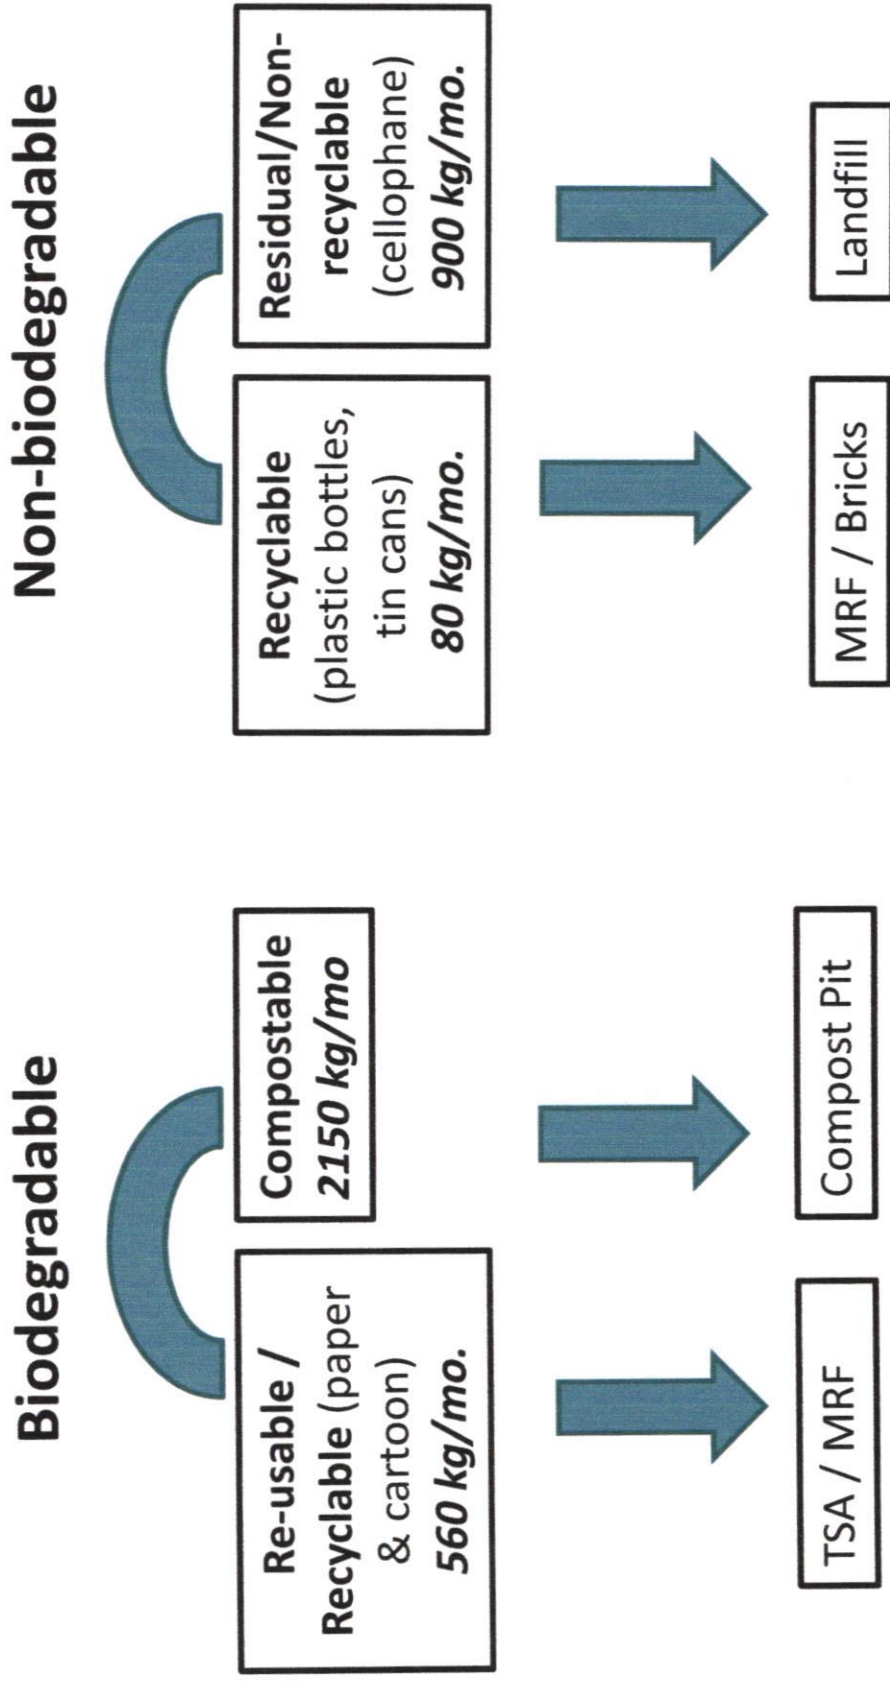 Biodegradable
Re-usable /
Recyclable (paper
& cartoon)
560 kg/mo.
Compostable
2150 kg/mo
TSA / MRF
Compost Pit
Non-biodegradable
Recyclable
(plastic bottles,
tin cans)
80 kg/mo.
Residual/Non-
recyclable
(cellophane)
900 kg/mo.
MRF / Bricks
Landfill